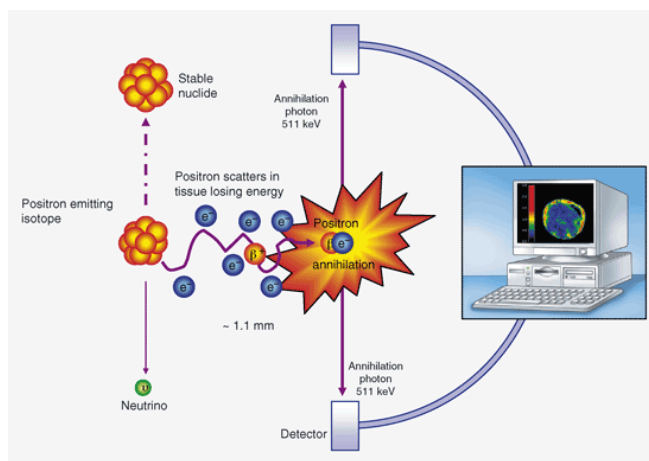 Stable
nuclide
Annihilation
photon
511 keV
Positron scatters in
tissue losing energy
Positron emitting
isotope
e⁻
e⁻
e⁻
Positron
β⁺
e⁻
β
e⁻
annihilation
e⁻
e⁻
~ 1.1 mm
Annihilation
photon
511 keV
υ
Neutrino
Detector